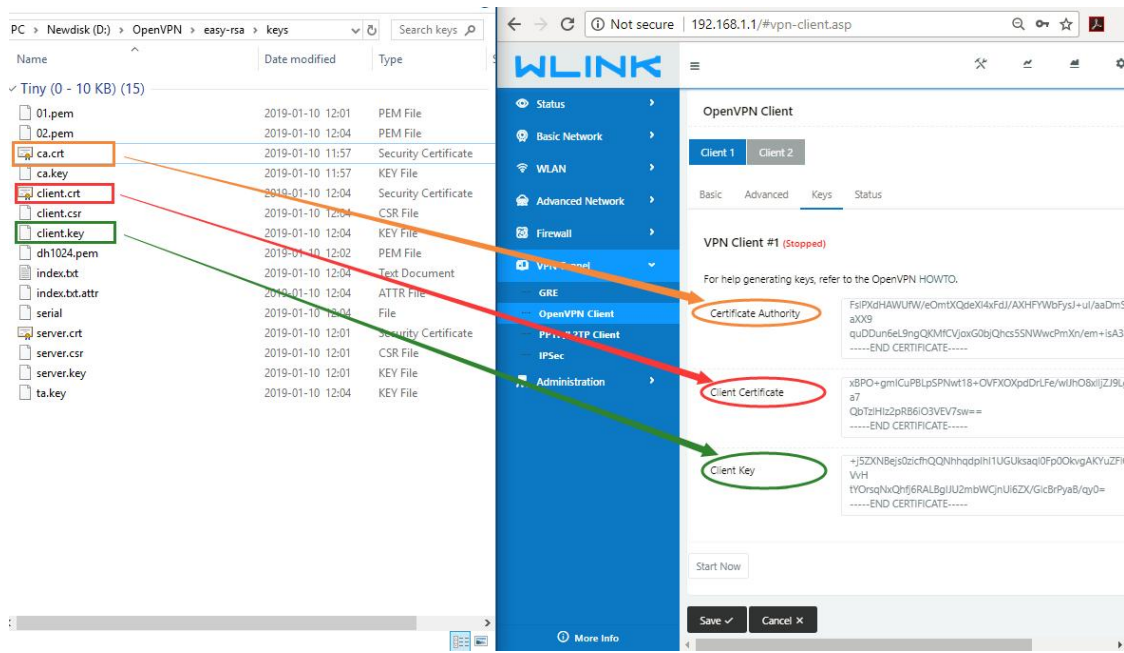 PC > Newdisk (D:) > OpenVPN > easy-rsa > keys
Search keys
Name Date modified Type
Tiny (0 - 10 KB) (15)
01.pem 2019-01-10 12:01 PEM File
02.pem 2019-01-10 12:04 PEM File
ca.crt 2019-01-10 11:57 Security Certificate
ca.key 2019-01-10 11:57 KEY File
client.crt 2019-01-10 12:04 Security Certificate
client.csr 2019-01-10 12:04 CSR File
client.key 2019-01-10 12:04 KEY File
dh1024.pem 2019-01-10 12:02 PEM File
index.txt 2019-01-10 12:04 Text Document
index.txt.attr 2019-01-10 12:04 ATTR File
serial 2019-01-10 12:04 File
server.crt 2019-01-10 12:01 Security Certificate
server.csr 2019-01-10 12:01 CSR File
server.key 2019-01-10 12:01 KEY File
ta.key 2019-01-10 12:04 KEY File
Not secure | 192.168.1.1/#vpn-client.asp
WLINK
Status
Basic Network
WLAN
Advanced Network
Firewall
VPN Tunnel
GRE
OpenVPN Client
PPTP/L2TP Client
IPSec
Administration
More Info
OpenVPN Client
Client 1 Client 2
Basic Advanced Keys Status
VPN Client #1 (Stopped)
For help generating keys, refer to the OpenVPN HOWTO.
Certificate Authority
aXX9
-----END CERTIFICATE-----
Client Certificate
a7
QbTzIHIz2pRB6iO3VEV7sw==
-----END CERTIFICATE-----
Client Key
VvH
-----END CERTIFICATE-----
Start Now
Save Cancel